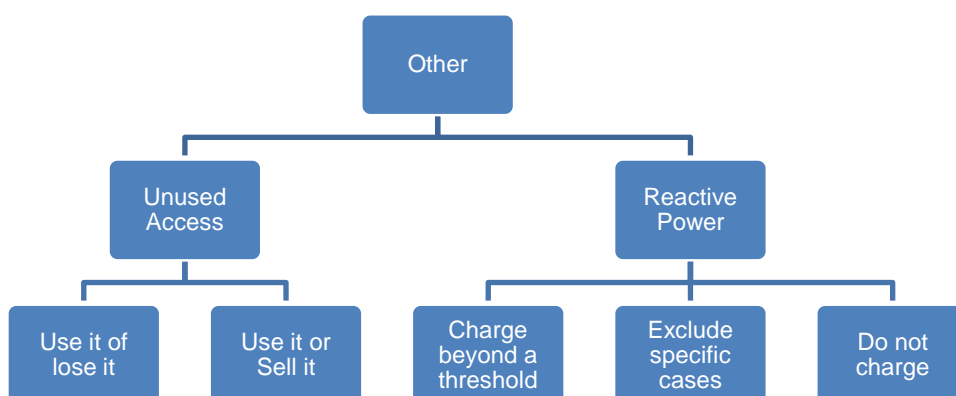 Other
Unused
Access
Reactive
Power
Use it of
lose it
Use it or
Sell it
Charge
beyond a
threshold
Exclude
specific
cases
Do not
charge